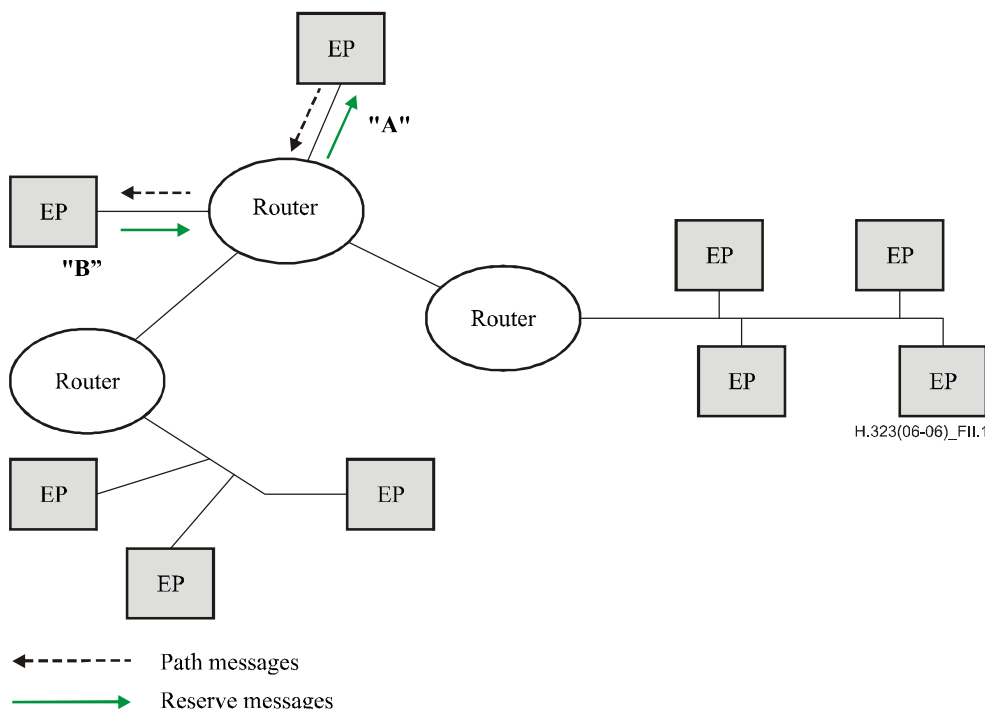 EP
"A"
EP
Router
"B”
EP
EP
Router
Router
EP
EP
H.323(06-06)_FII.1
EP
EP
EP
Path messages
Reserve messages